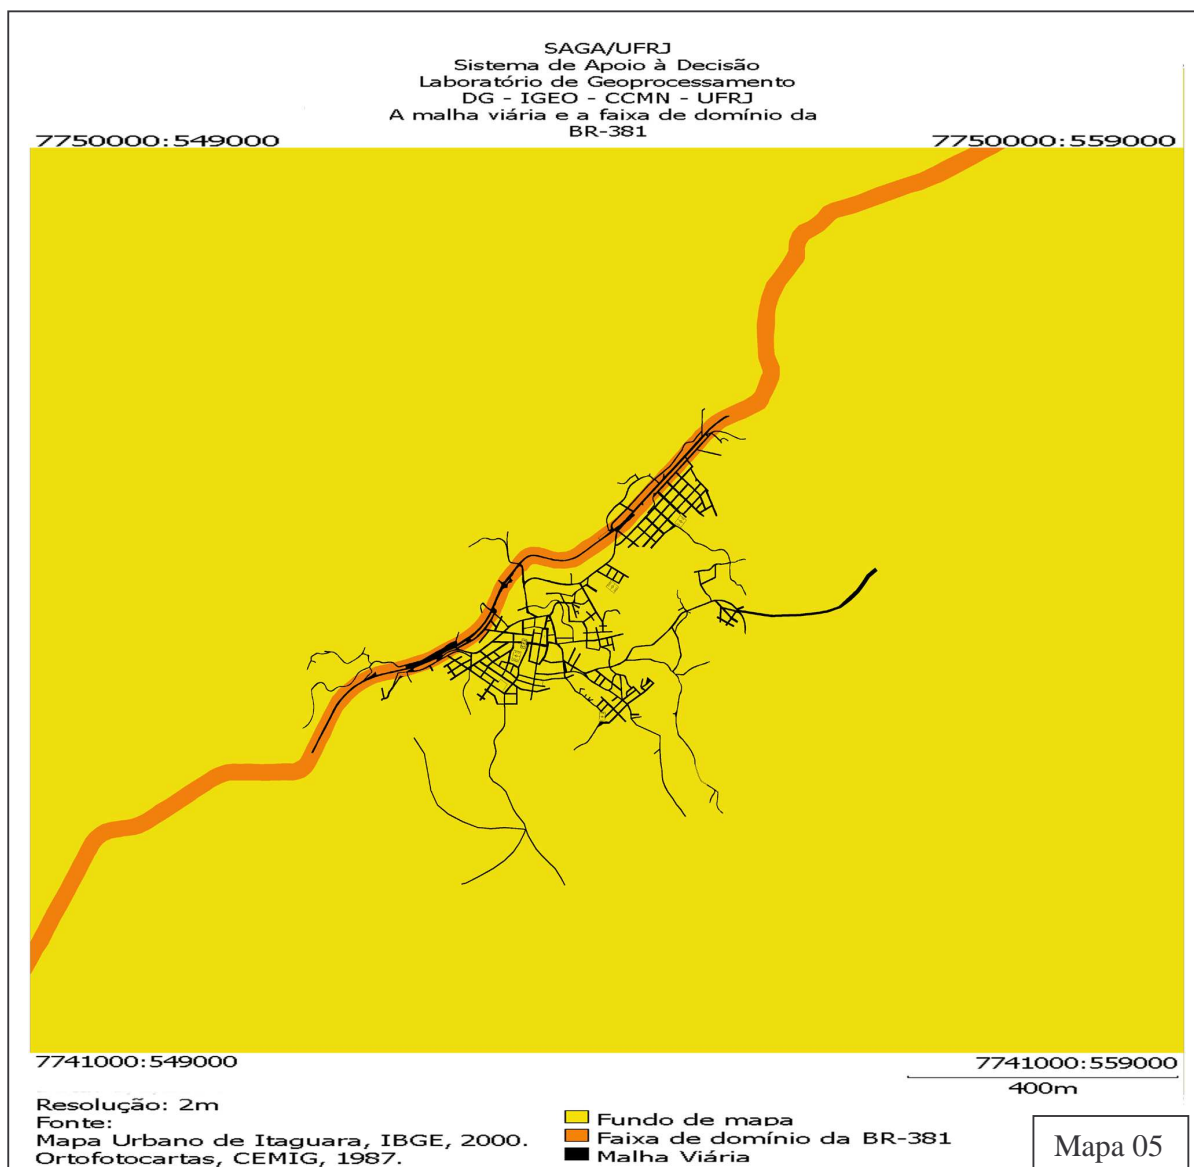 SAGA/UFRJ
Sistema de Apoio à Decisão
Laboratório de Geoprocessamento
DG - IGEO - CCMN - UFRJ
A malha viária e a faixa de domínio da
BR-381
7750000:549000
7750000:559000
7741000:549000
7741000:559000
400m
Resolução: 2m
Fonte:
Mapa Urbano de Itaguara, IBGE, 2000.
Ortofotocartas, CEMIG, 1987.
Fundo de mapa
Faixa de domínio da BR-381
Malha Viária
Mapa 05